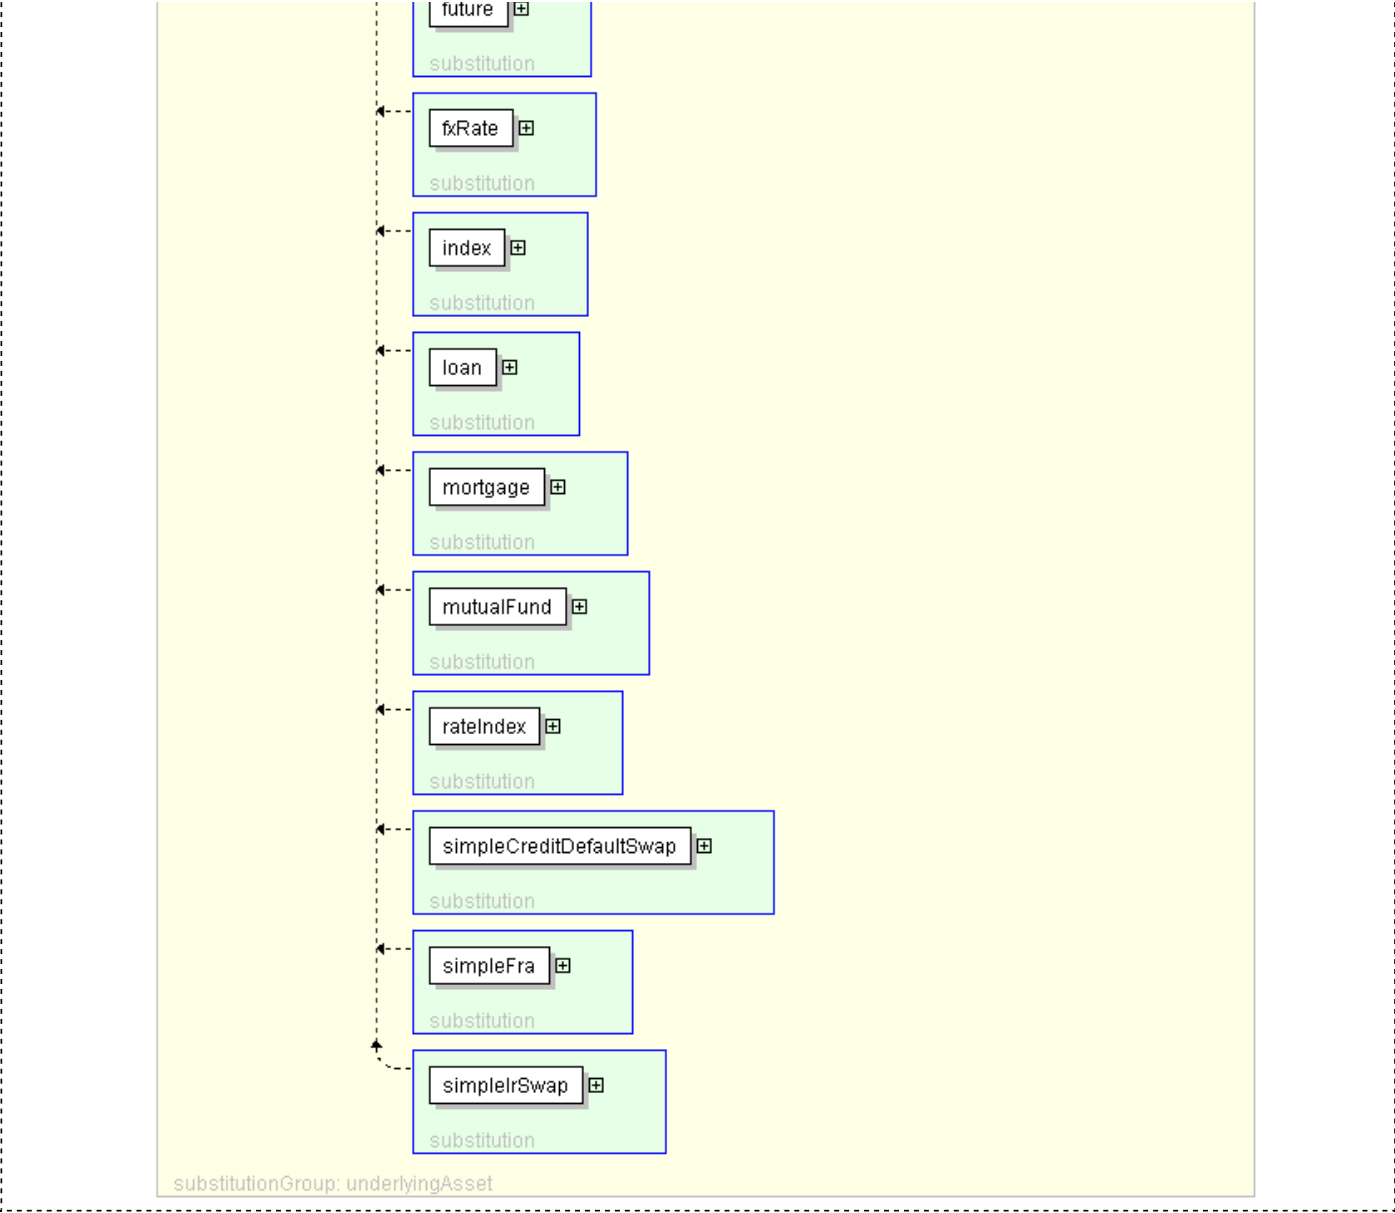 future
substitution
fxRate
substitution
index
substitution
loan
substitution
mortgage
substitution
mutualFund
substitution
rateIndex
substitution
simpleCreditDefaultSwap
substitution
simpleFra
substitution
simpleIrSwap
substitution
substitutionGroup: underlyingAsset